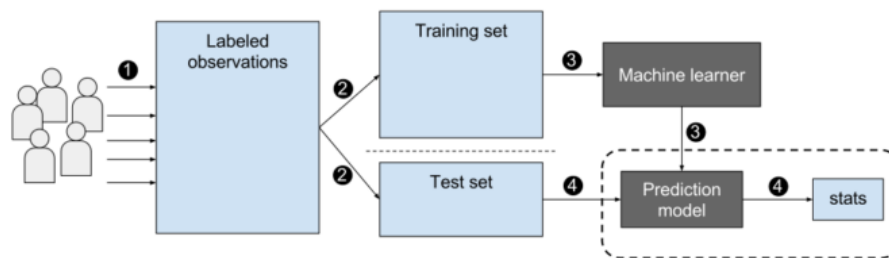 1
Labeled
observations
2
2
Training set
3
Machine learner
3
Test set
4
Prediction
model
4
stats